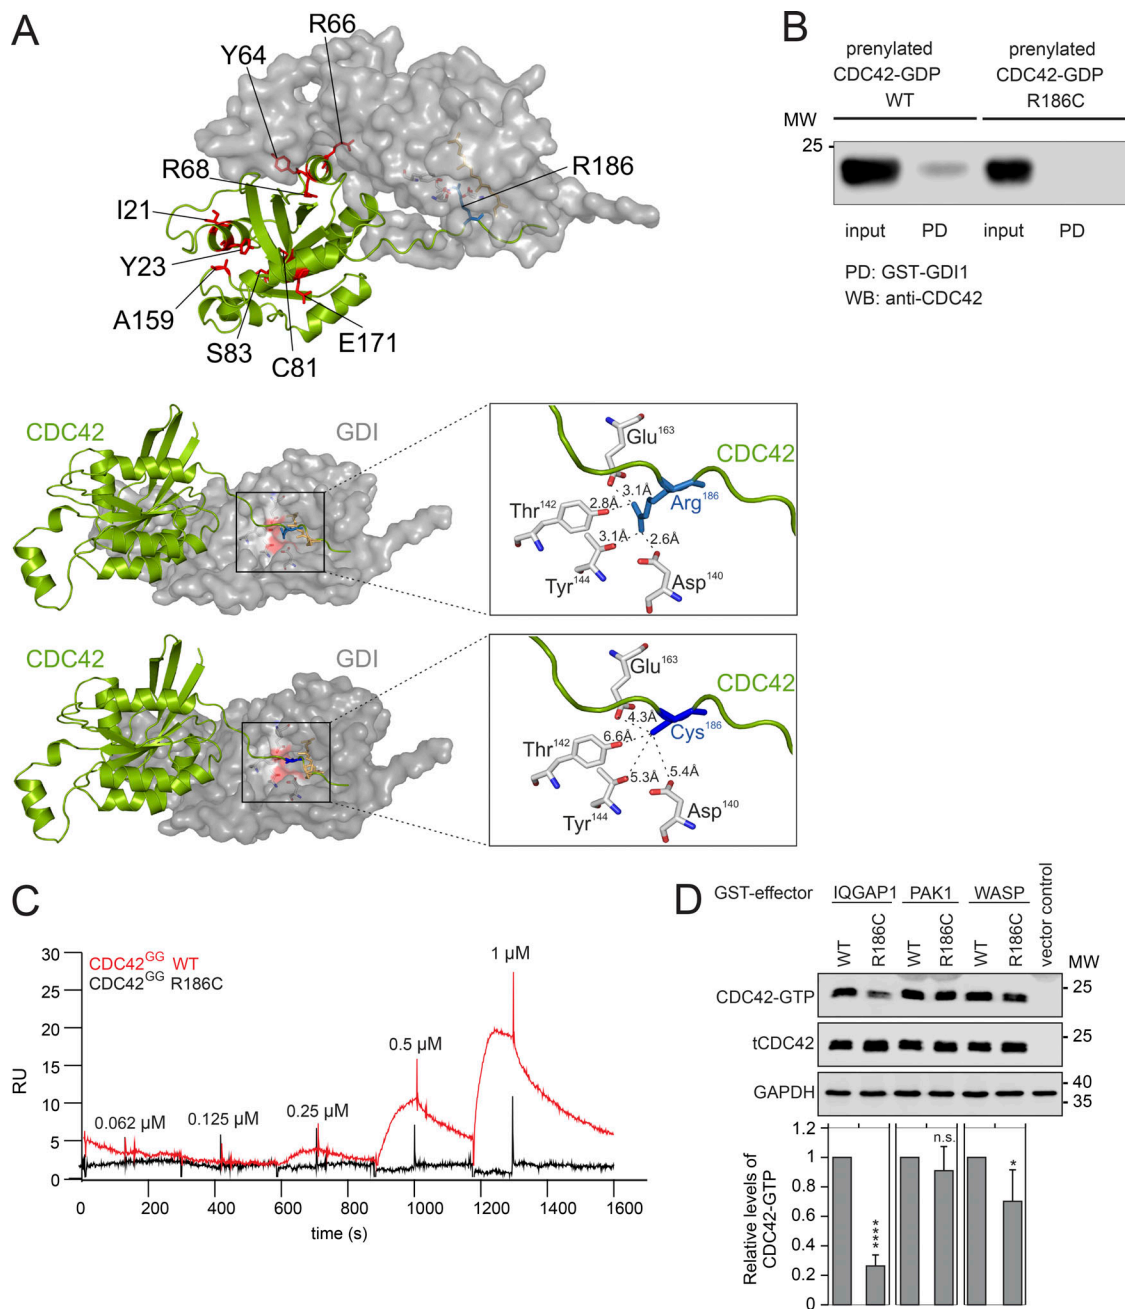 A
R66
Y64
R186
R68
I21
Y23
A159
S83
C81
E171
B
prenylated
CDC42-GDP
WT
prenylated
CDC42-GDP
R186C
MW
25
input PD input PD
PD: GST-GDI1
WB: anti-CDC42
CDC42
GDI
Glu163
CDC42
3.1Å
2.8Å
Arg186
Thr142
3.1Å
2.6Å
Tyr144
Asp140
CDC42
GDI
Glu163
CDC42
4.3Å
Cys186
6.6Å
Thr142
5.3Å
5.4Å
Tyr144
Asp140
C
30
25
20
15
10
5
0
RU
CDC42GG WT
CDC42GG R186C
0.062 µM
0.125 µM
0.25 µM
0.5 µM
1 µM
0 200 400 600 800 1000 1200 1400 1600
time (s)
D
GST-effector IQGAP1 PAK1 WASP
WT R186C WT R186C WT R186C vector control
MW
CDC42-GTP
25
tCDC42
25
GAPDH
40
35
Relative levels of
CDC42-GTP
1.2
1
0.8
0.6
0.4
0.2
0
****
n.s.
*